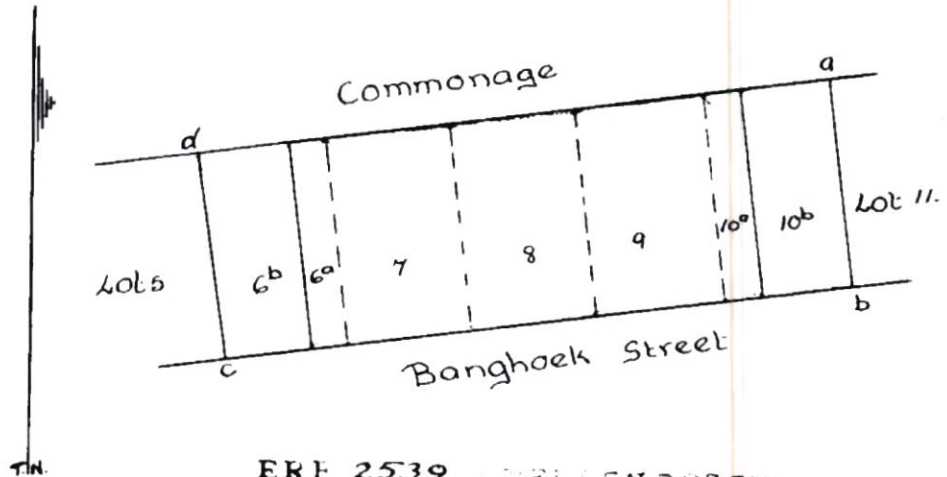 Commonage
a
d
Lot 5
6b
6a
7
8
9
10a
10b
Lot 11.
b
c
Banghoek Street
T.N.
ERF 2539